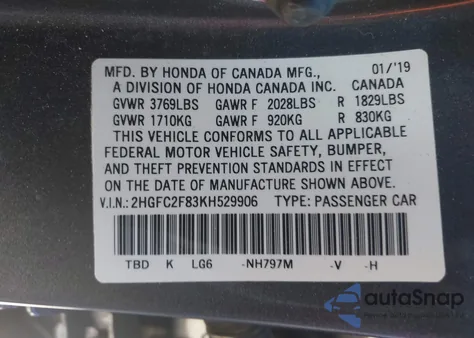 MFD. BY HONDA OF CANADA MFG., 01/'19
A DIVISION OF HONDA CANADA INC. CANADA
GVWR 3769LBS GAWR F 2028LBS R 1829LBS
GVWR 1710KG GAWR F 920KG R 830KG
THIS VEHICLE CONFORMS TO ALL APPLICABLE
FEDERAL MOTOR VEHICLE SAFETY, BUMPER,
AND THEFT PREVENTION STANDARDS IN EFFECT
ON THE DATE OF MANUFACTURE SHOWN ABOVE.
V.I.N.: 2HGFC2F83KH529906 TYPE: PASSENGER CAR
TBD K LG6 -NH797M -V -H
autoSnap